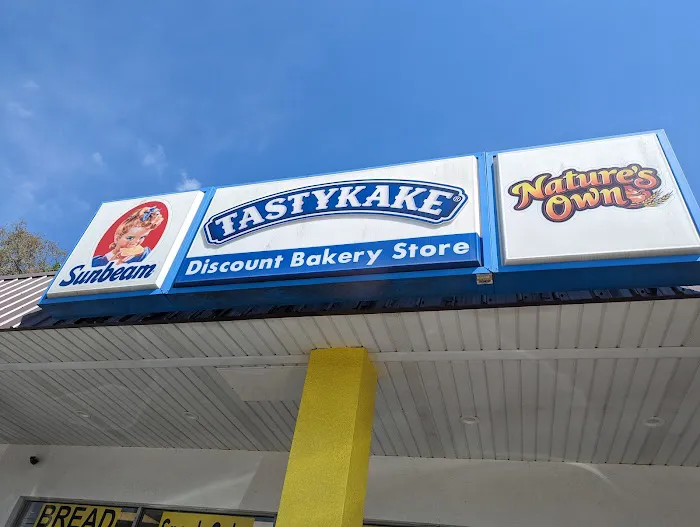 Sunbeam
TASTYKAKE®
Discount Bakery Store
Nature's
Own
BREAD